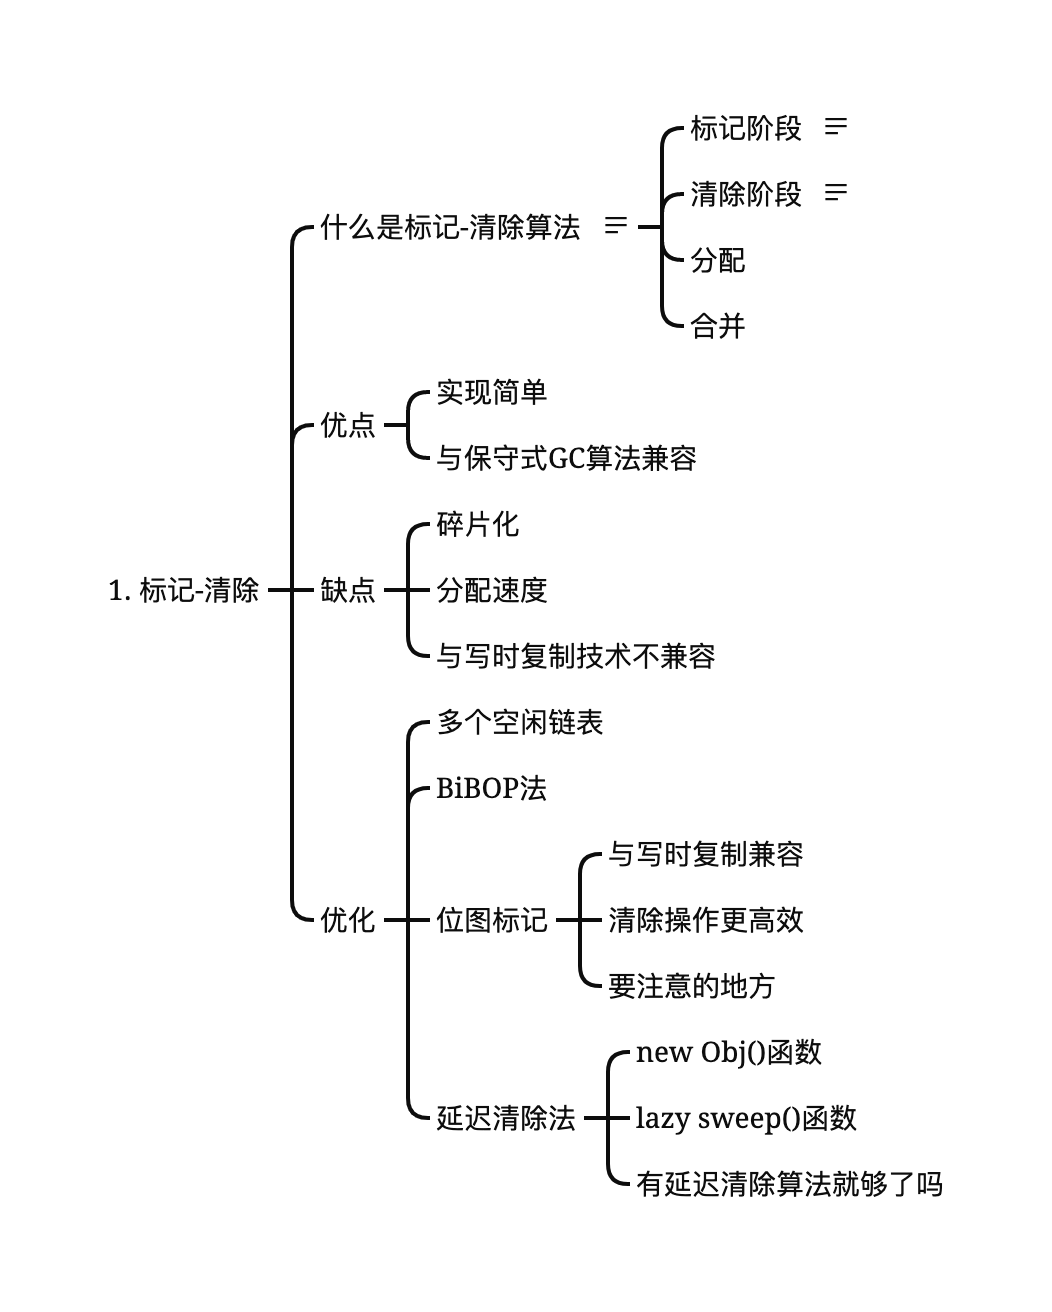 1. 标记-清除
什么是标记-清除算法
标记阶段
清除阶段
分配
合并
优点
实现简单
与保守式GC算法兼容
缺点
碎片化
分配速度
与写时复制技术不兼容
优化
多个空闲链表
BiBOP法
位图标记
与写时复制兼容
清除操作更高效
要注意的地方
延迟清除法
new Obj()函数
lazy sweep()函数
有延迟清除算法就够了吗